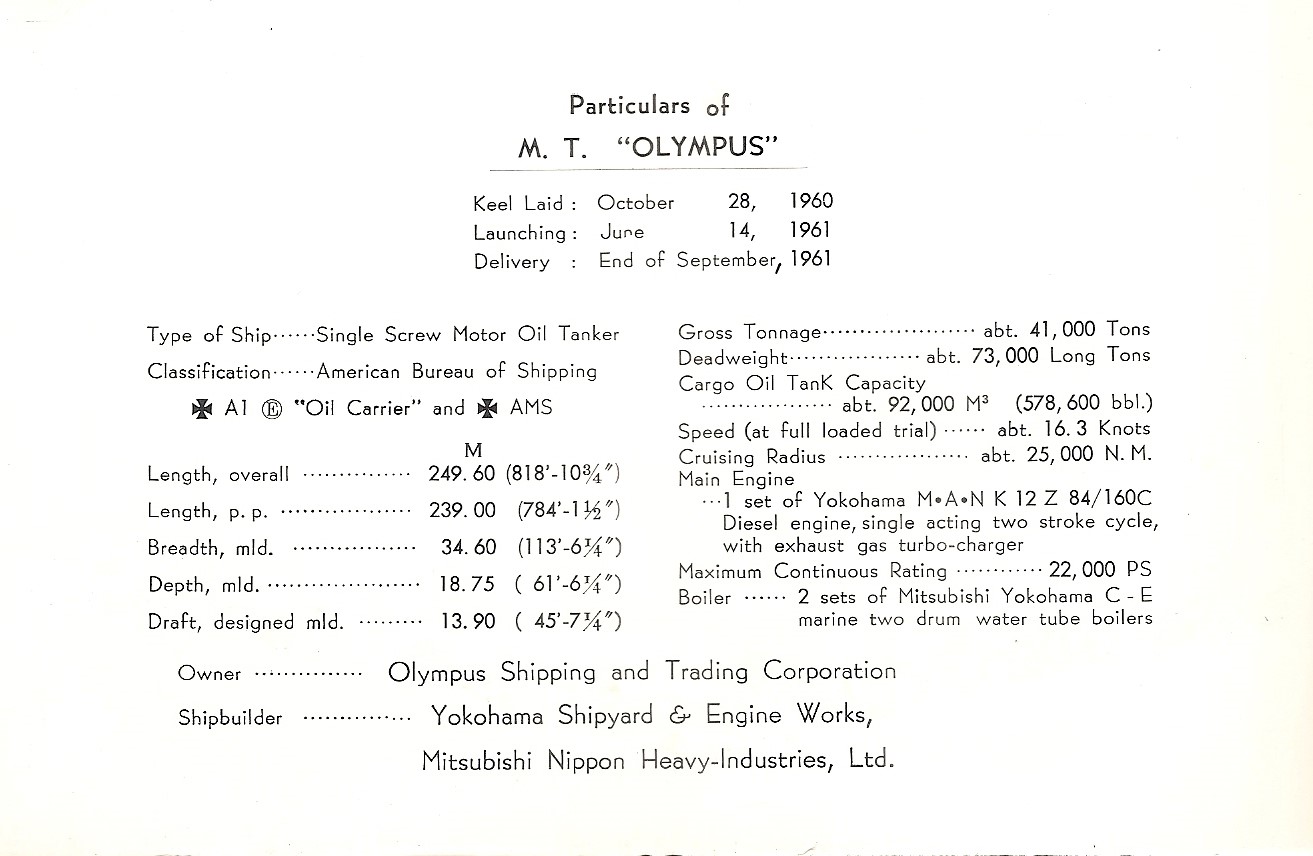 Particulars of
M. T. “OLYMPUS”
Keel Laid : October 28, 1960
Launching : June 14, 1961
Delivery : End of September, 1961
Type of Ship······Single Screw Motor Oil Tanker
Classification······American Bureau of Shipping
✠ A1 Ⓔ "Oil Carrier" and ✠ AMS
M
Length, overall ··············· 249.60 (818'-10¾")
Length, p. p. ·················· 239.00 (784'-1½")
Breadth, mld. ················· 34.60 (113'-6¼")
Depth, mld. ····················· 18.75 ( 61'-6¼")
Draft, designed mld. ········· 13.90 ( 45'-7¼")
Gross Tonnage····················· abt. 41,000 Tons
Deadweight·················· abt. 73,000 Long Tons
Cargo Oil TanK Capacity
·················· abt. 92,000 M³ (578,600 bbl.)
Speed (at full loaded trial) ······ abt. 16.3 Knots
Cruising Radius ·················· abt. 25,000 N. M.
Main Engine
···1 set of Yokohama M•A•N K 12 Z 84/160C
Diesel engine, single acting two stroke cycle,
with exhaust gas turbo-charger
Maximum Continuous Rating ············ 22,000 PS
Boiler ······ 2 sets of Mitsubishi Yokohama C - E
marine two drum water tube boilers
Owner ··············· Olympus Shipping and Trading Corporation
Shipbuilder ··············· Yokohama Shipyard & Engine Works,
Mitsubishi Nippon Heavy-Industries, Ltd.